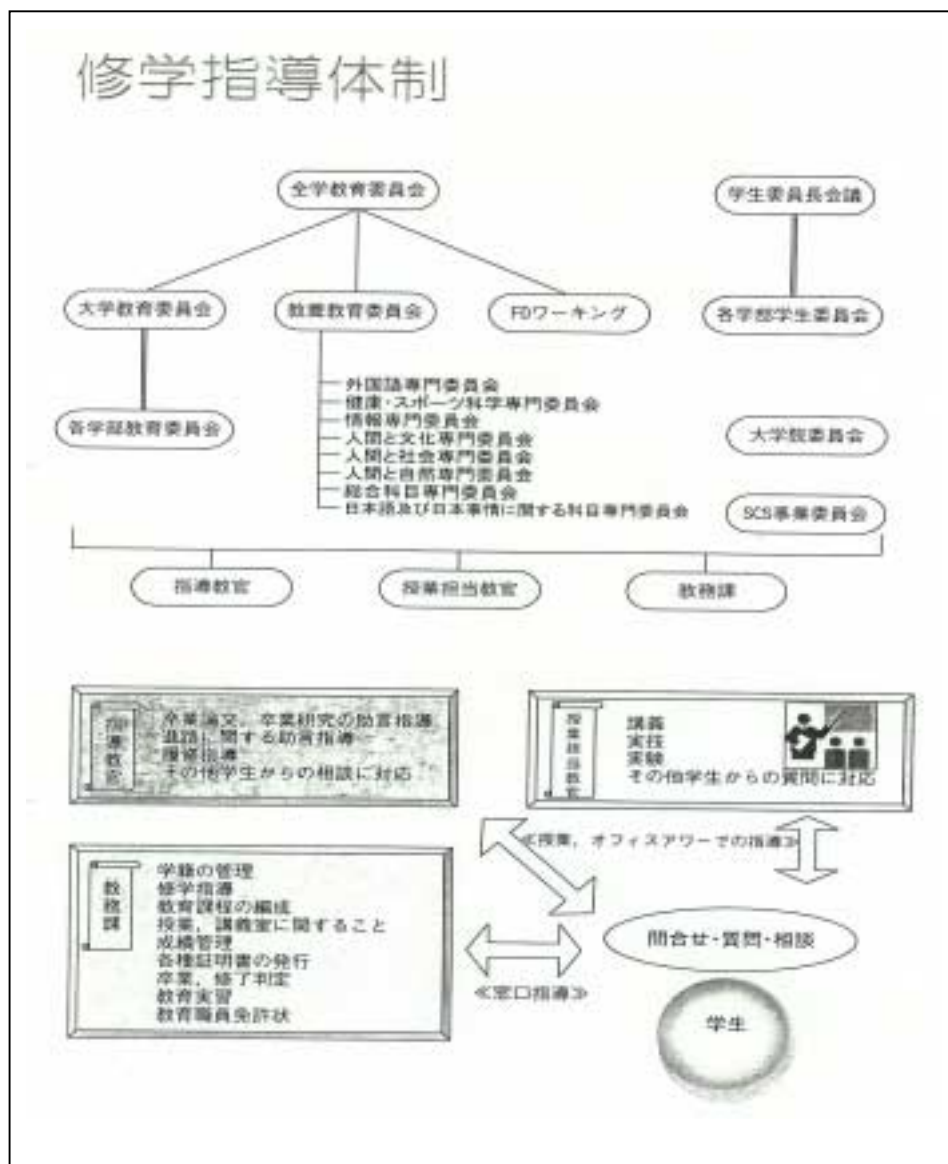 修学指導体制
全学教育委員会
学生委員長会議
大学教育委員会
教養教育委員会
FDワーキング
各学部学生委員会
外国語専門委員会
健康・スポーツ科学専門委員会
情報専門委員会
人間と文化専門委員会
人間と社会専門委員会
人間と自然専門委員会
総合科目専門委員会
日本語及び日本事情に関する科目専門委員会
各学部教育委員会
大学院委員会
SCS事業委員会
指導教官
授業担当教官
教務課
指導教官
卒業論文，卒業研究の助言指導
進路に関する助言指導
履修指導
その他学生からの相談に対応
授業担当教官
講義
実技
実験
その他学生からの質問に対応
≪授業，オフィスアワーでの指導≫
教務課
学籍の管理
修学指導
教育課程の編成
授業，講義室に関すること
成績管理
各種証明書の発行
卒業，修了判定
教育実習
教育職員免許状
≪窓口指導≫
問合せ・質問・相談
学生